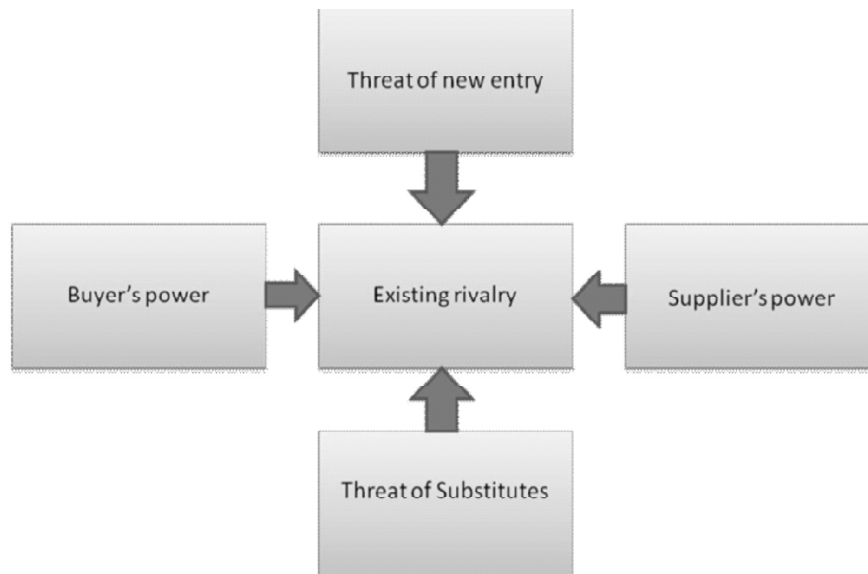 Threat of new entry
Buyer’s power
Existing rivalry
Supplier’s power
Threat of Substitutes